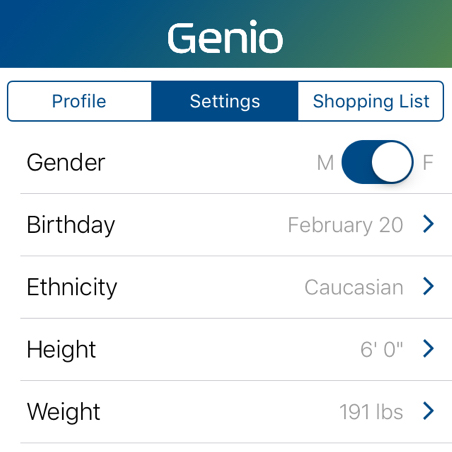 Genio
Profile Settings Shopping List
Gender M F
Birthday February 20
Ethnicity Caucasian
Height 6' 0"
Weight 191 lbs